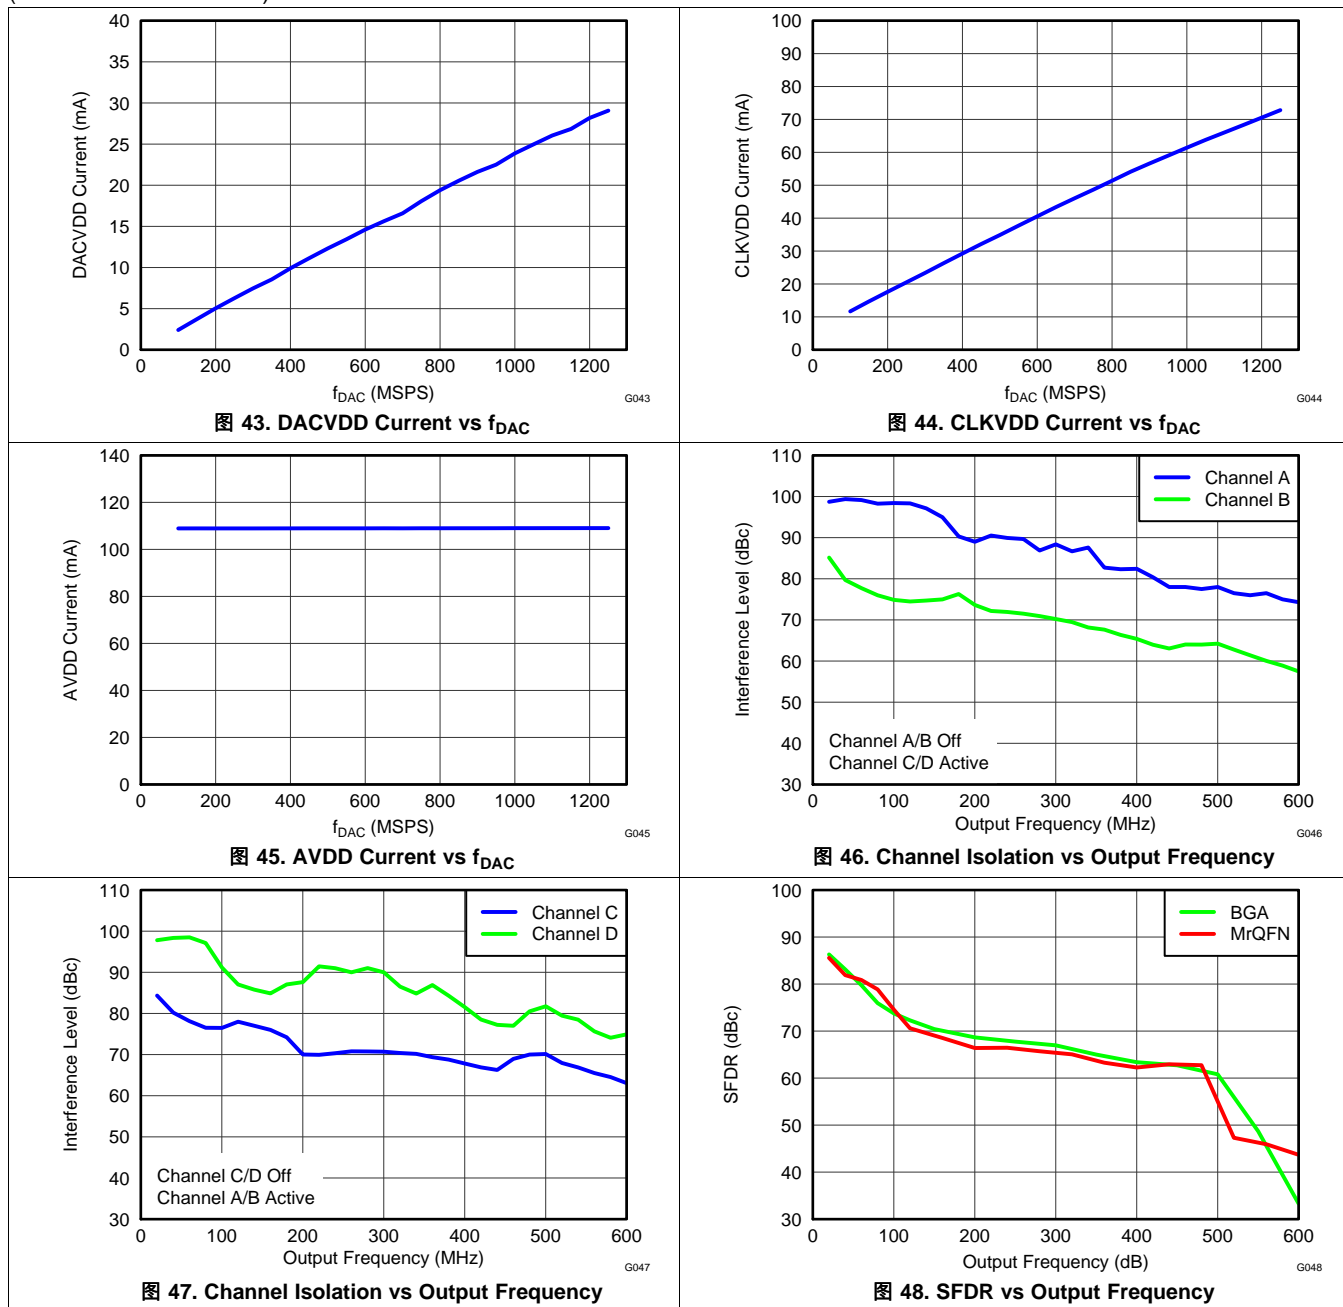 40
35
30
25
20
15
10
5
0
DACVDD Current (mA)
0 200 400 600 800 1000 1200
fDAC (MSPS)
G043
图 43. DACVDD Current vs fDAC
100
90
80
70
60
50
40
30
20
10
0
CLKVDD Current (mA)
0 200 400 600 800 1000 1200
fDAC (MSPS)
G044
图 44. CLKVDD Current vs fDAC
140
120
100
80
60
40
20
0
AVDD Current (mA)
0 200 400 600 800 1000 1200
fDAC (MSPS)
G045
图 45. AVDD Current vs fDAC
110
100
90
80
70
60
50
40
30
Interference Level (dBc)
Channel A
Channel B
Channel A/B Off
Channel C/D Active
0 100 200 300 400 500 600
Output Frequency (MHz)
G046
图 46. Channel Isolation vs Output Frequency
110
100
90
80
70
60
50
40
30
Interference Level (dBc)
Channel C
Channel D
Channel C/D Off
Channel A/B Active
0 100 200 300 400 500 600
Output Frequency (MHz)
G047
图 47. Channel Isolation vs Output Frequency
100
90
80
70
60
50
40
30
SFDR (dBc)
BGA
MrQFN
0 100 200 300 400 500 600
Output Frequency (dB)
G048
图 48. SFDR vs Output Frequency